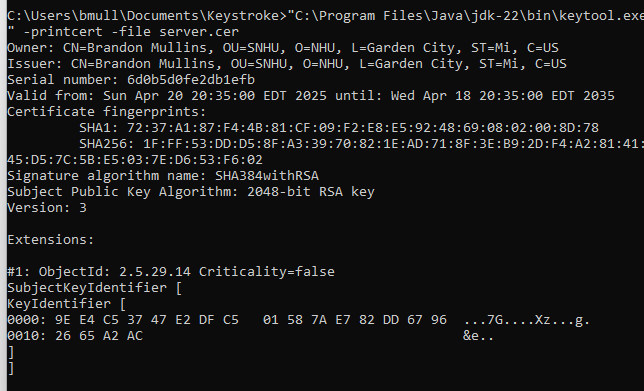 C:\Users\bmull\Documents\Keystroke>"C:\Program Files\Java\jdk-22\bin\keytool.exe
" -printcert -file server.cer
Owner: CN=Brandon Mullins, OU=SNHU, O=NHU, L=Garden City, ST=Mi, C=US
Issuer: CN=Brandon Mullins, OU=SNHU, O=NHU, L=Garden City, ST=Mi, C=US
Serial number: 6d0b5d0fe2db1efb
Valid from: Sun Apr 20 20:35:00 EDT 2025 until: Wed Apr 18 20:35:00 EDT 2035
Certificate fingerprints:
         SHA1: 72:37:A1:87:F4:4B:81:CF:09:F2:E8:E5:92:48:69:08:02:00:8D:78
         SHA256: 1F:FF:53:DD:D5:8F:A3:39:70:82:1E:AD:71:8F:3E:B9:2D:F4:A2:81:41:
45:D5:7C:5B:E5:03:7E:D6:53:F6:02
Signature algorithm name: SHA384withRSA
Subject Public Key Algorithm: 2048-bit RSA key
Version: 3

Extensions:

#1: ObjectId: 2.5.29.14 Criticality=false
SubjectKeyIdentifier [
KeyIdentifier [
0000: 9E E4 C5 37 47 E2 DF C5   01 58 7A E7 82 DD 67 96  ...7G....Xz...g.
0010: 26 65 A2 AC                                        &e..
]
]